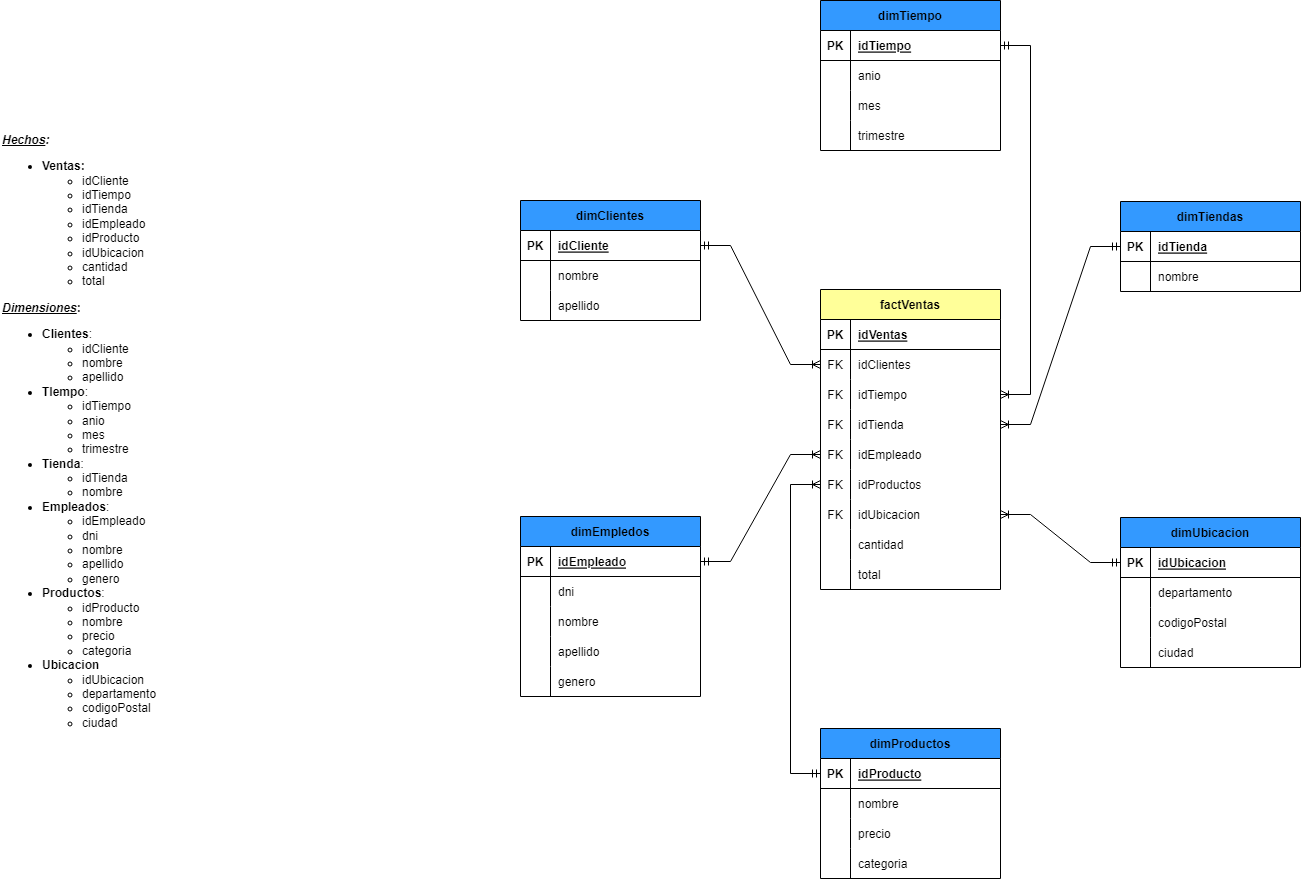 Hechos:
Ventas:
idCliente
idTiempo
idTienda
idEmpleado
idProducto
idUbicacion
cantidad
total
Dimensiones:
Clientes:
idCliente
nombre
apellido
TIempo:
idTiempo
anio
mes
trimestre
Tienda:
idTienda
nombre
Empleados:
idEmpleado
dni
nombre
apellido
genero
Productos:
idProducto
nombre
precio
categoria
Ubicacion
idUbicacion
departamento
codigoPostal
ciudad
dimTiempo
PK idTiempo
anio
mes
trimestre
dimClientes
PK idCliente
nombre
apellido
dimTiendas
PK idTienda
nombre
factVentas
PK idVentas
FK idClientes
FK idTiempo
FK idTienda
FK idEmpleado
FK idProductos
FK idUbicacion
cantidad
total
dimEmpledos
PK idEmpleado
dni
nombre
apellido
genero
dimUbicacion
PK idUbicacion
departamento
codigoPostal
ciudad
dimProductos
PK idProducto
nombre
precio
categoria